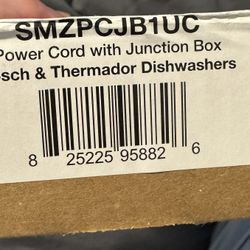 SMZPCJB1UC
Power Cord with Junction Box
sch & Thermador Dishwashers
8 25225 95882 6